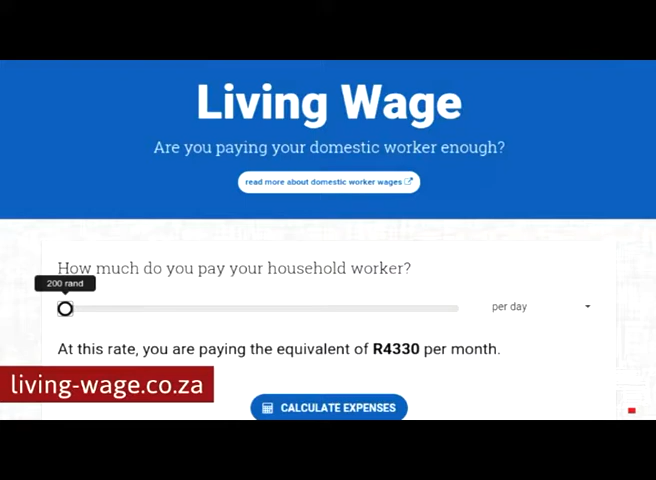 Living Wage
Are you paying your domestic worker enough?
read more about domestic worker wages
How much do you pay your household worker?
200 rand
per day
At this rate, you are paying the equivalent of R4330 per month.
living-wage.co.za
CALCULATE EXPENSES